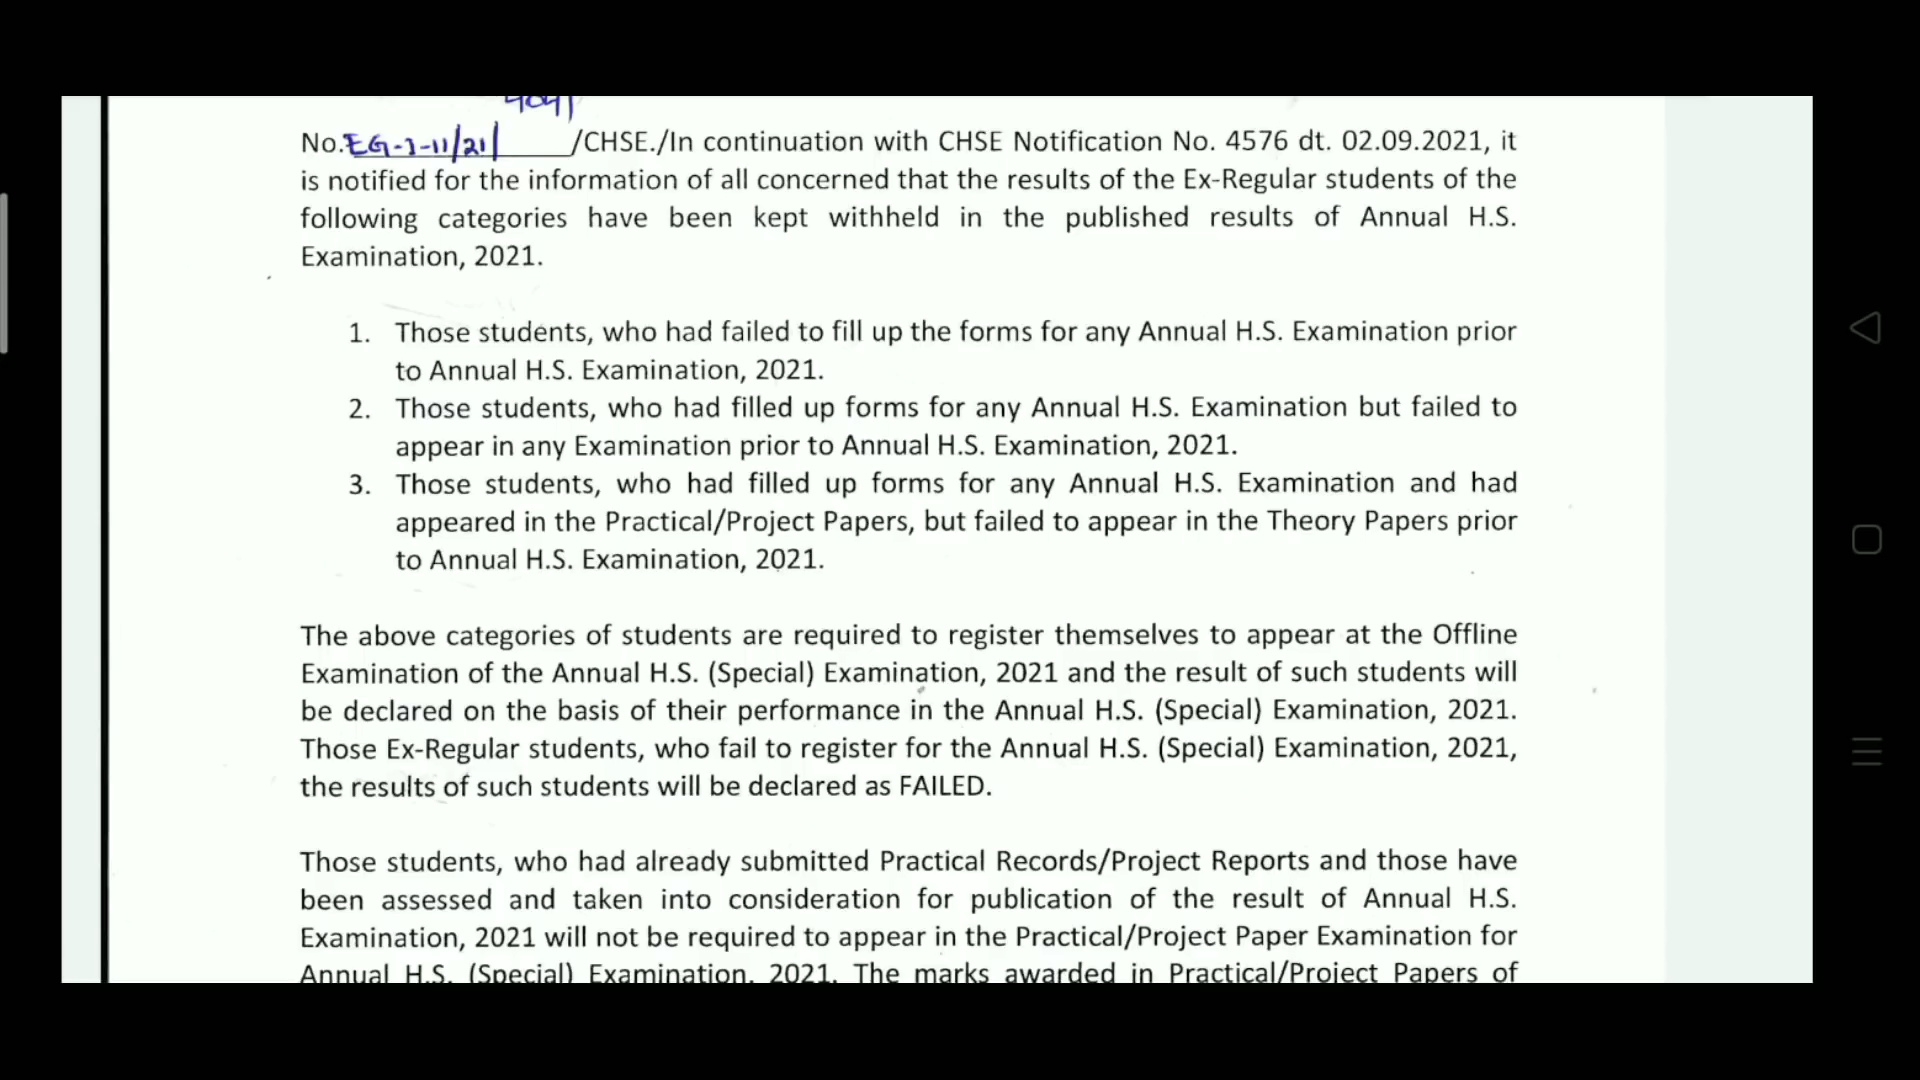 No.EG-J-11/21/ /CHSE./In continuation with CHSE Notification No. 4576 dt. 02.09.2021, it
is notified for the information of all concerned that the results of the Ex-Regular students of the
following categories have been kept withheld in the published results of Annual H.S.
Examination, 2021.
1. Those students, who had failed to fill up the forms for any Annual H.S. Examination prior
to Annual H.S. Examination, 2021.
2. Those students, who had filled up forms for any Annual H.S. Examination but failed to
appear in any Examination prior to Annual H.S. Examination, 2021.
3. Those students, who had filled up forms for any Annual H.S. Examination and had
appeared in the Practical/Project Papers, but failed to appear in the Theory Papers prior
to Annual H.S. Examination, 2021.
The above categories of students are required to register themselves to appear at the Offline
Examination of the Annual H.S. (Special) Examination, 2021 and the result of such students will
be declared on the basis of their performance in the Annual H.S. (Special) Examination, 2021.
Those Ex-Regular students, who fail to register for the Annual H.S. (Special) Examination, 2021,
the results of such students will be declared as FAILED.
Those students, who had already submitted Practical Records/Project Reports and those have
been assessed and taken into consideration for publication of the result of Annual H.S.
Examination, 2021 will not be required to appear in the Practical/Project Paper Examination for
Annual H.S. (Special) Examination, 2021. The marks awarded in Practical/Project Papers of